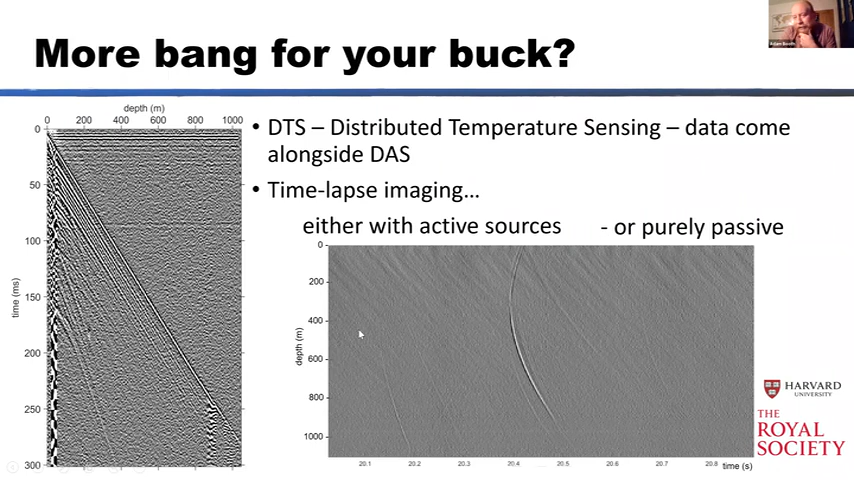 More bang for your buck?
Adam Booth
depth (m)
0 200 400 600 800 1000
0
50
100
150
200
250
300
time (ms)
• DTS – Distributed Temperature Sensing – data come
alongside DAS
• Time-lapse imaging…
either with active sources - or purely passive
0
200
400
600
800
1000
depth (m)
20.1 20.2 20.3 20.4 20.5 20.6 20.7 20.8 time (s)
HARVARD
UNIVERSITY
THE
ROYAL
SOCIETY